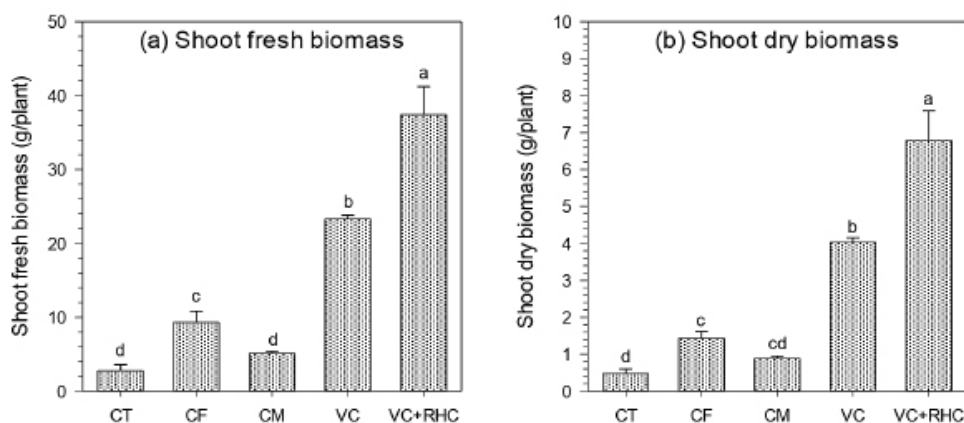 (a) Shoot fresh biomass
Shoot fresh biomass (g/plant)
50
40
30
20
10
0
d
c
d
b
a
CT CF CM VC VC+RHC
(b) Shoot dry biomass
Shoot dry biomass (g/plant)
10
9
8
7
6
5
4
3
2
1
0
d
c
cd
b
a
CT CF CM VC VC+RHC